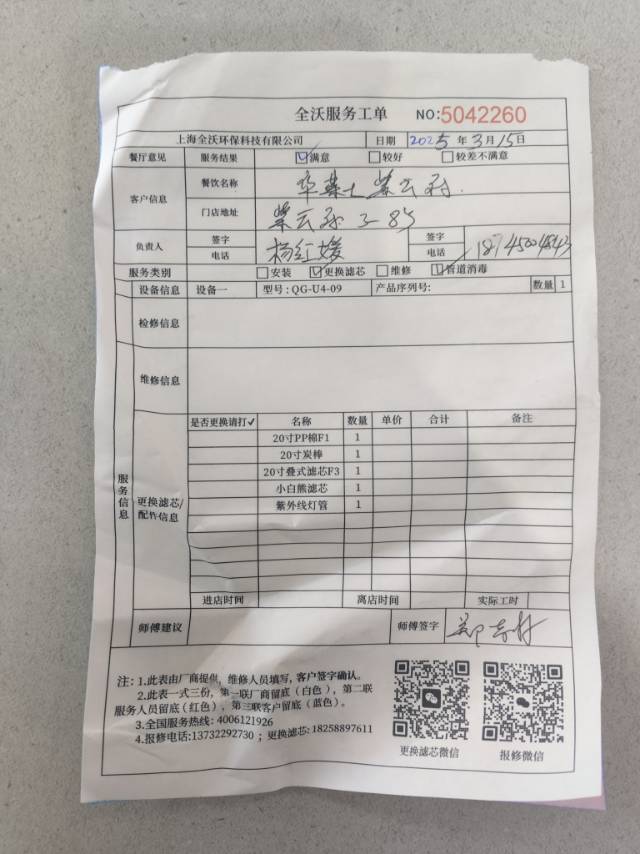 全沃服务工单 NO:5042260
上海全沃环保科技有限公司 日期 2025 年 3 月 15 日
餐厅意见 服务结果 ☑满意 □较好 □较差不满意
客户信息 餐饮名称 华莱士紫云
门店地址 紫云 3-85
负责人 签字 电话 杨红媛 签字 电话
服务类别 □安装 ☑更换滤芯 □维修 ☑管道消毒
服务信息
设备信息 设备一 型号:QG-U4-09 产品序列号: 数量 1
检修信息
维修信息
更换滤芯/配件信息
是否更换请打✓ 名称 数量 单价 合计 备注
20寸PP棉F1 1
20寸炭棒 1
20寸叠式滤芯F3 1
小白熊滤芯 1
紫外线灯管 1
进店时间 离店时间 实际工时
师傅建议 师傅签字
注：1.此表由厂商提供，维修人员填写，客户签字确认。
2.此表一式三份，第一联厂商留底（白色），第二联
服务人员留底（红色），第三联客户留底（蓝色）。
3.全国服务热线：4006121926
4.报修电话:13732292730；更换滤芯:18258897611
更换滤芯微信 报修微信